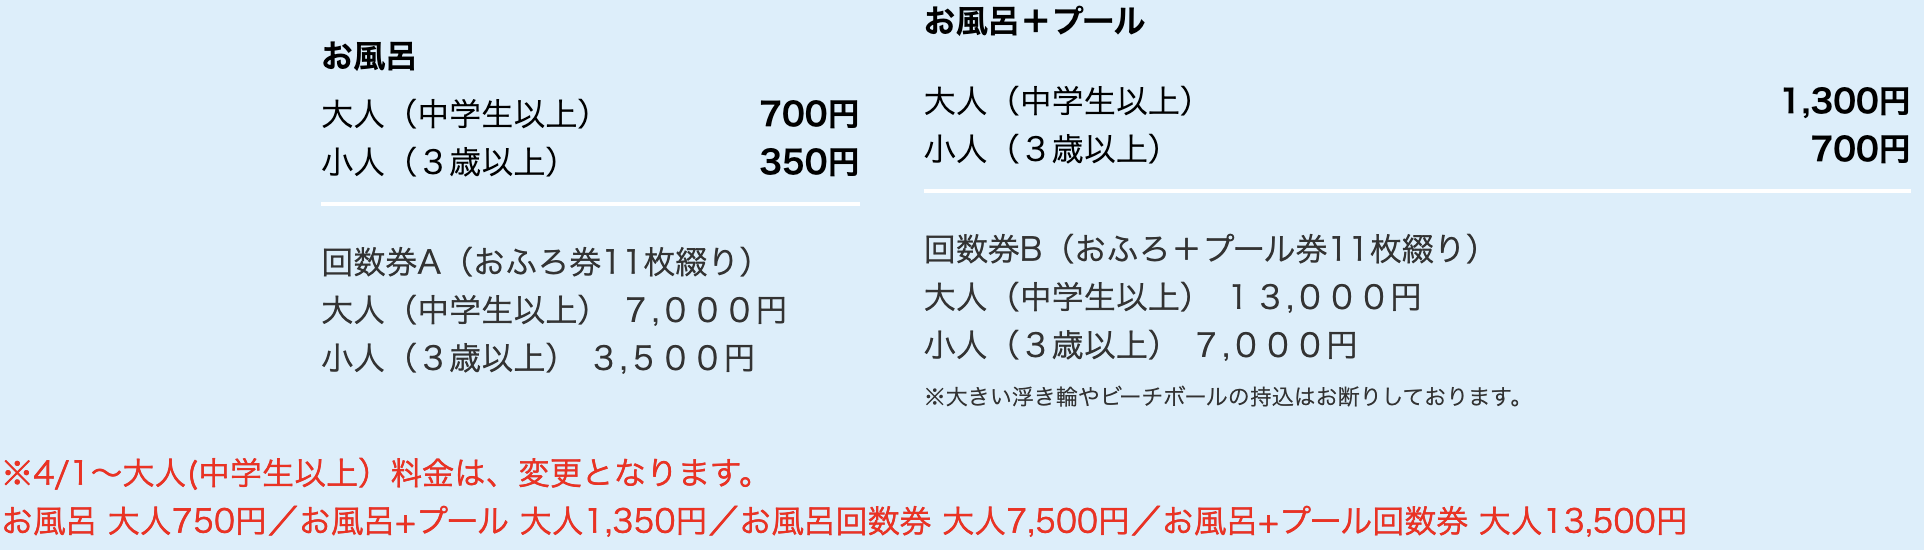 お風呂
大人（中学生以上） 700円
小人（３歳以上） 350円
回数券A（おふろ券11枚綴り）
大人（中学生以上） ７,０００円
小人（３歳以上） ３,５００円
お風呂＋プール
大人（中学生以上） 1,300円
小人（３歳以上） 700円
回数券B（おふろ＋プール券11枚綴り）
大人（中学生以上） １３,０００円
小人（３歳以上） ７,０００円
※大きい浮き輪やビーチボールの持込はお断りしております。
※4/1～大人(中学生以上）料金は、変更となります。
お風呂 大人750円／お風呂+プール 大人1,350円／お風呂回数券 大人7,500円／お風呂+プール回数券 大人13,500円